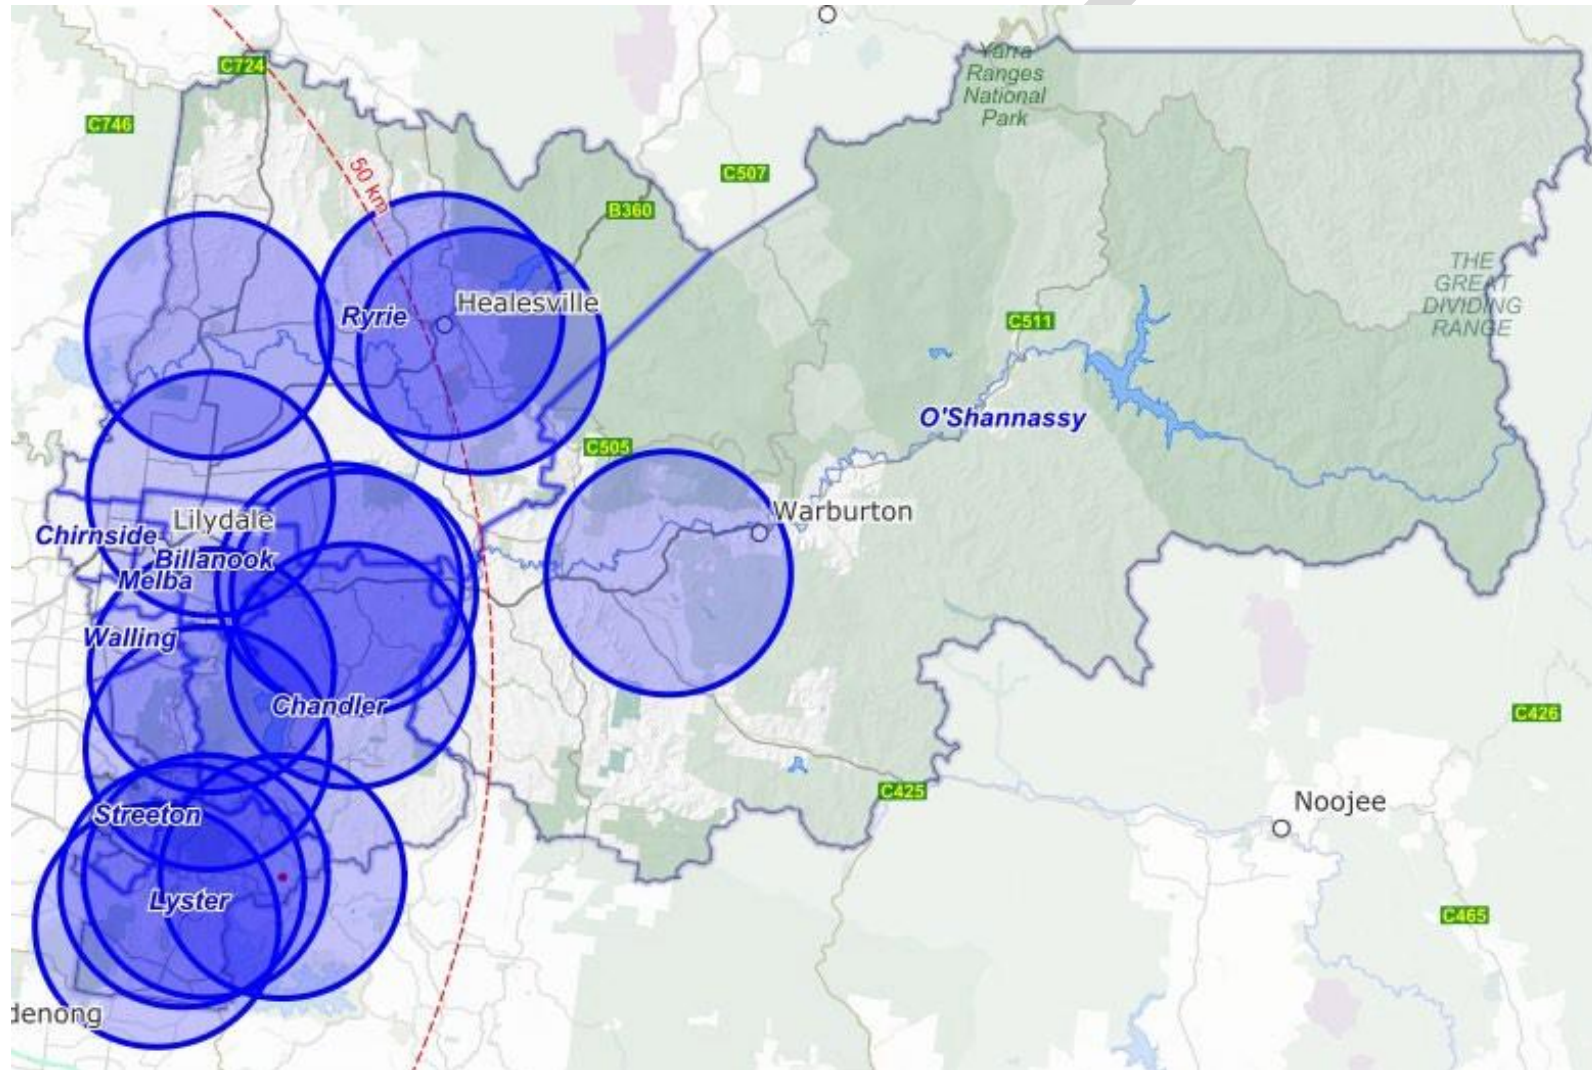 C724
Yarra
Ranges
National
Park
C746
50 km
C507
B360
THE
GREAT
DIVIDING
RANGE
Healesville
Ryrie
C511
O'Shannassy
C505
Warburton
Lilydale
Chirnside
Billanook
Melba
Walling
Chandler
C426
C425
Noojee
Streeton
Lyster
C465
denong